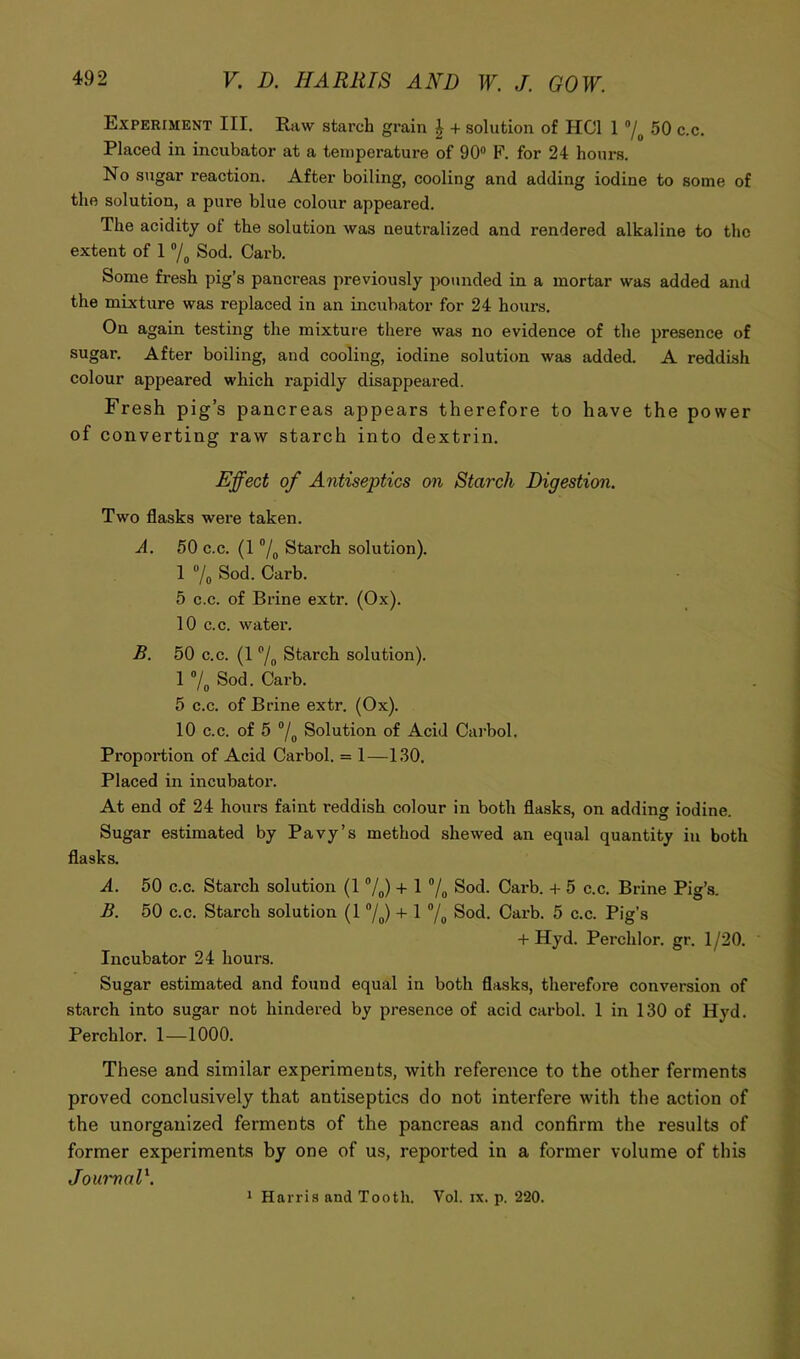 492 V. D. HARRIS AND W. J. GOW.
Experiment III. Raw starch grain ½ + solution of HCl 1 % 50 c.c.
Placed in incubator at a temperature of 90° F. for 24 hours.
No sugar reaction. After boiling, cooling and adding iodine to some of
the solution, a pure blue colour appeared.
The acidity of the solution was neutralized and rendered alkaline to the
extent of 1 % Sod. Carb.
Some fresh pig's pancreas previously pounded in a mortar was added and
the mixture was replaced in an incubator for 24 hours.
On again testing the mixture there was no evidence of the presence of
sugar. After boiling, and cooling, iodine solution was added. A reddish
colour appeared which rapidly disappeared.
Fresh pig's pancreas appears therefore to have the power
of converting raw starch into dextrin.
Effect of Antiseptics on Starch Digestion.
Two flasks were taken.
A. 50 c.c. (1 % Starch solution).
1 % Sod. Carb.
5 c.c. of Brine extr. (Ox).
10 c.c. water.
B. 50 c.c. (1 % Starch solution).
1 % Sod. Carb.
5 c.c. of Brine extr. (Ox).
10 c.c. of 5 % Solution of Acid Carbol.
Proportion of Acid Carbol. = 1—130.
Placed in incubator.
At end of 24 hours faint reddish colour in both flasks, on adding iodine.
Sugar estimated by Pavy's method shewed an equal quantity in both
flasks.
A. 50 c.c. Starch solution (1 %) + 1 % Sod. Carb. + 5 c.c. Brine Pig's.
B. 50 c.c. Starch solution (1 %) + 1 % Sod. Carb. 5 c.c. Pig's
+ Hyd. Perchlor. gr. 1/20.
Incubator 24 hours.
Sugar estimated and found equal in both flasks, therefore conversion of
starch into sugar not hindered by presence of acid carbol. 1 in 130 of Hyd.
Perchlor. 1—1000.
These and similar experiments, with reference to the other ferments
proved conclusively that antiseptics do not interfere with the action of
the unorganized ferments of the pancreas and confirm the results of
former experiments by one of us, reported in a former volume of this
Journal¹.
¹ Harris and Tooth. Vol. IX. p. 220.